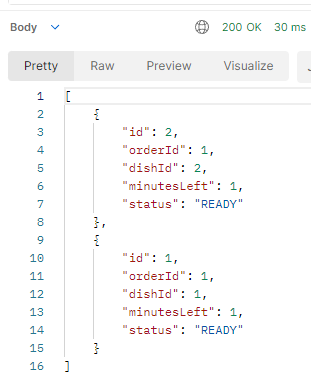 Body 200 OK 30 ms
Pretty Raw Preview Visualize
1 [
2 {
3 "id": 2,
4 "orderId": 1,
5 "dishId": 2,
6 "minutesLeft": 1,
7 "status": "READY"
8 },
9 {
10 "id": 1,
11 "orderId": 1,
12 "dishId": 1,
13 "minutesLeft": 1,
14 "status": "READY"
15 }
16 ]